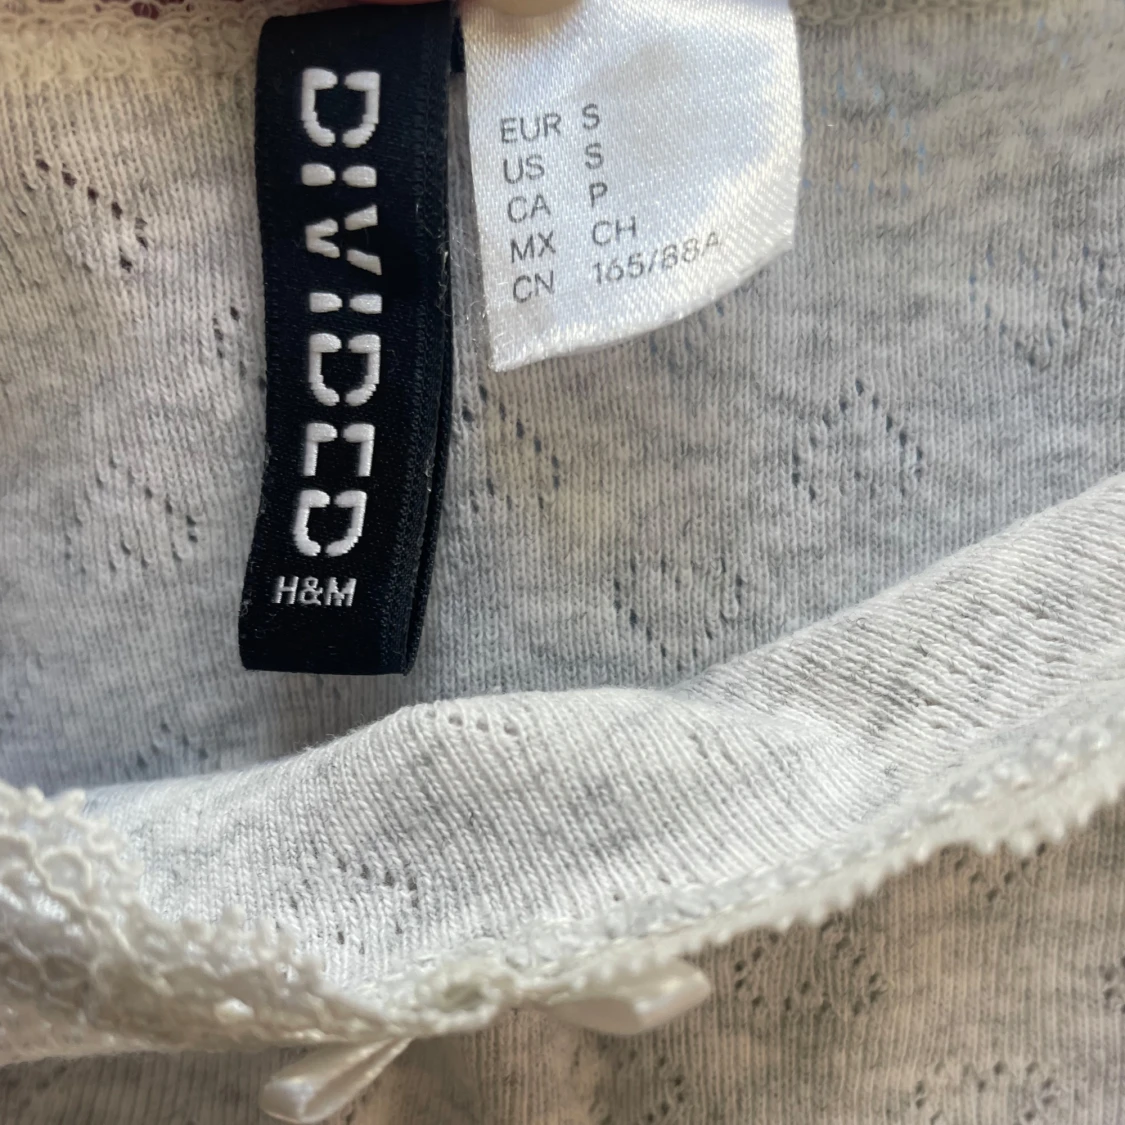 DIVIDED
H&M
EUR S
US S
CA P
MX CH
CN 165/88A